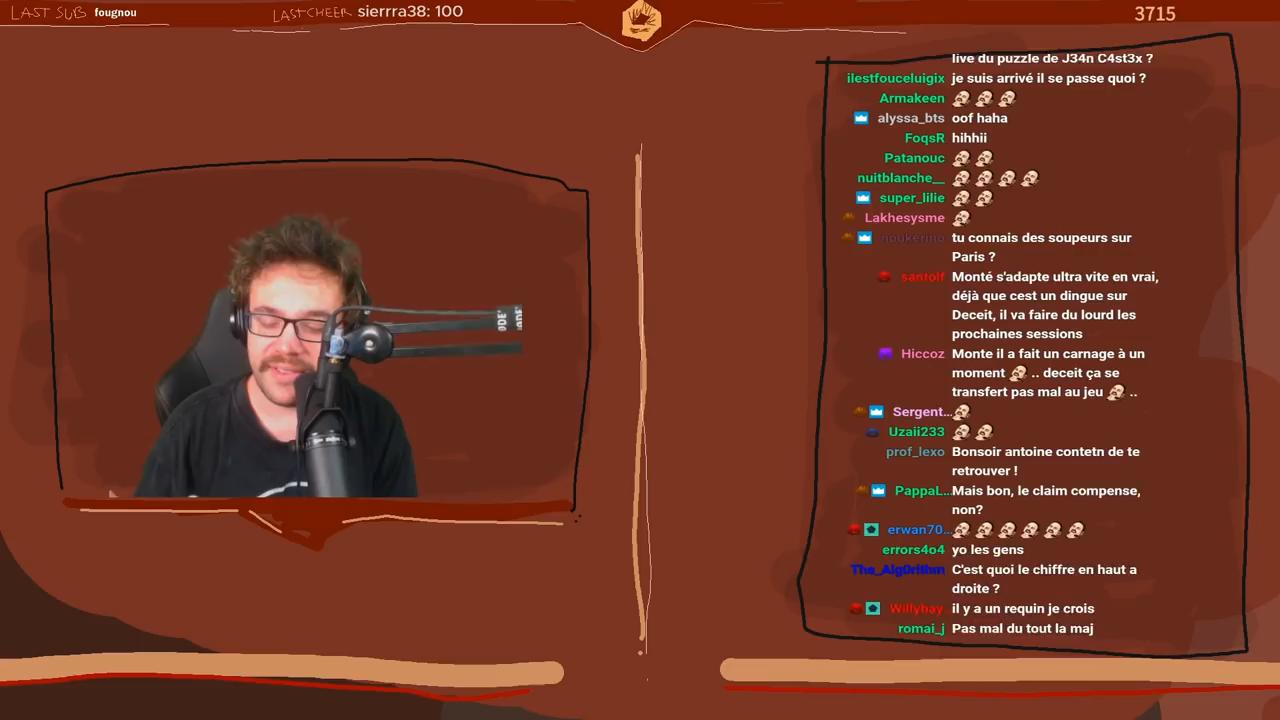 LAST SUB fougnou
LAST CHEER sierrra38: 100
3715
live du puzzle de J34n C4st3x ?
ilestfouceluigix je suis arrivé il se passe quoi ?
Armakeen
alyssa_bts oof haha
FoqsR hihhii
Patanouc
nuitblanche__
super_lilie
Lakhesysme
noukerino tu connais des soupeurs sur
Paris ?
santolf Monté s'adapte ultra vite en vrai,
déjà que cest un dingue sur
Deceit, il va faire du lourd les
prochaines sessions
Hiccoz Monte il a fait un carnage à un
moment .. deceit ça se
transfert pas mal au jeu ..
Sergent...
Uzaii233
prof_lexo Bonsoir antoine contetn de te
retrouver !
PappaL... Mais bon, le claim compense,
non?
erwan70...
errors4o4 yo les gens
The_Alg0rithm C'est quoi le chiffre en haut a
droite ?
Willyhay. il y a un requin je crois
romai_j Pas mal du tout la maj